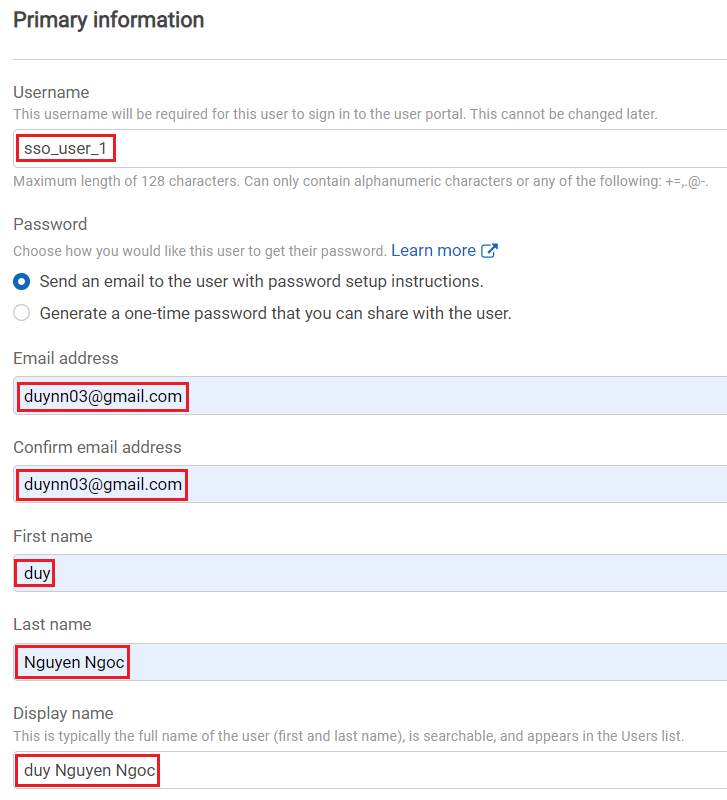 Primary information
Username
This username will be required for this user to sign in to the user portal. This cannot be changed later.
sso_user_1
Maximum length of 128 characters. Can only contain alphanumeric characters or any of the following: +=,.@-.
Password
Choose how you would like this user to get their password. Learn more
Send an email to the user with password setup instructions.
Generate a one-time password that you can share with the user.
Email address
duynn03@gmail.com
Confirm email address
duynn03@gmail.com
First name
duy
Last name
Nguyen Ngoc
Display name
This is typically the full name of the user (first and last name), is searchable, and appears in the Users list.
duy Nguyen Ngoc